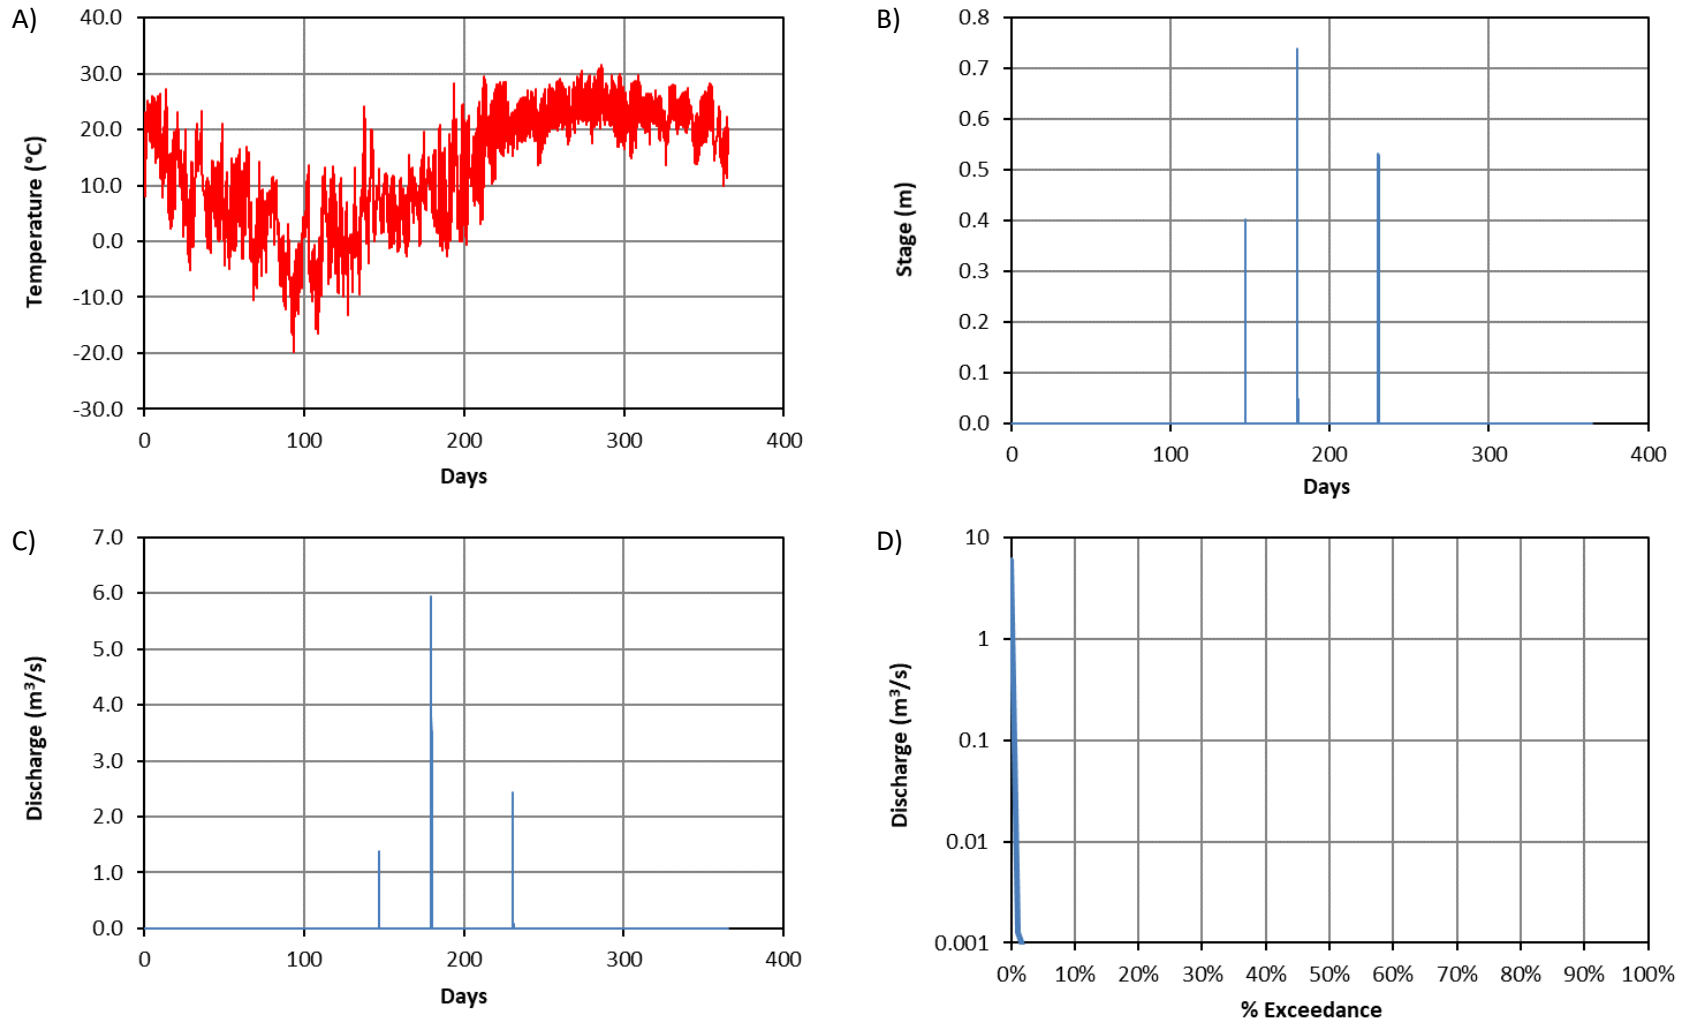 A)
40.0
30.0
20.0
10.0
0.0
-10.0
-20.0
-30.0
Temperature (°C)
0 100 200 300 400
Days
B)
0.8
0.7
0.6
0.5
0.4
0.3
0.2
0.1
0.0
Stage (m)
0 100 200 300 400
Days
C)
7.0
6.0
5.0
4.0
3.0
2.0
1.0
0.0
Discharge (m³/s)
0 100 200 300 400
Days
D)
10
1
0.1
0.01
0.001
Discharge (m³/s)
0% 10% 20% 30% 40% 50% 60% 70% 80% 90% 100%
% Exceedance